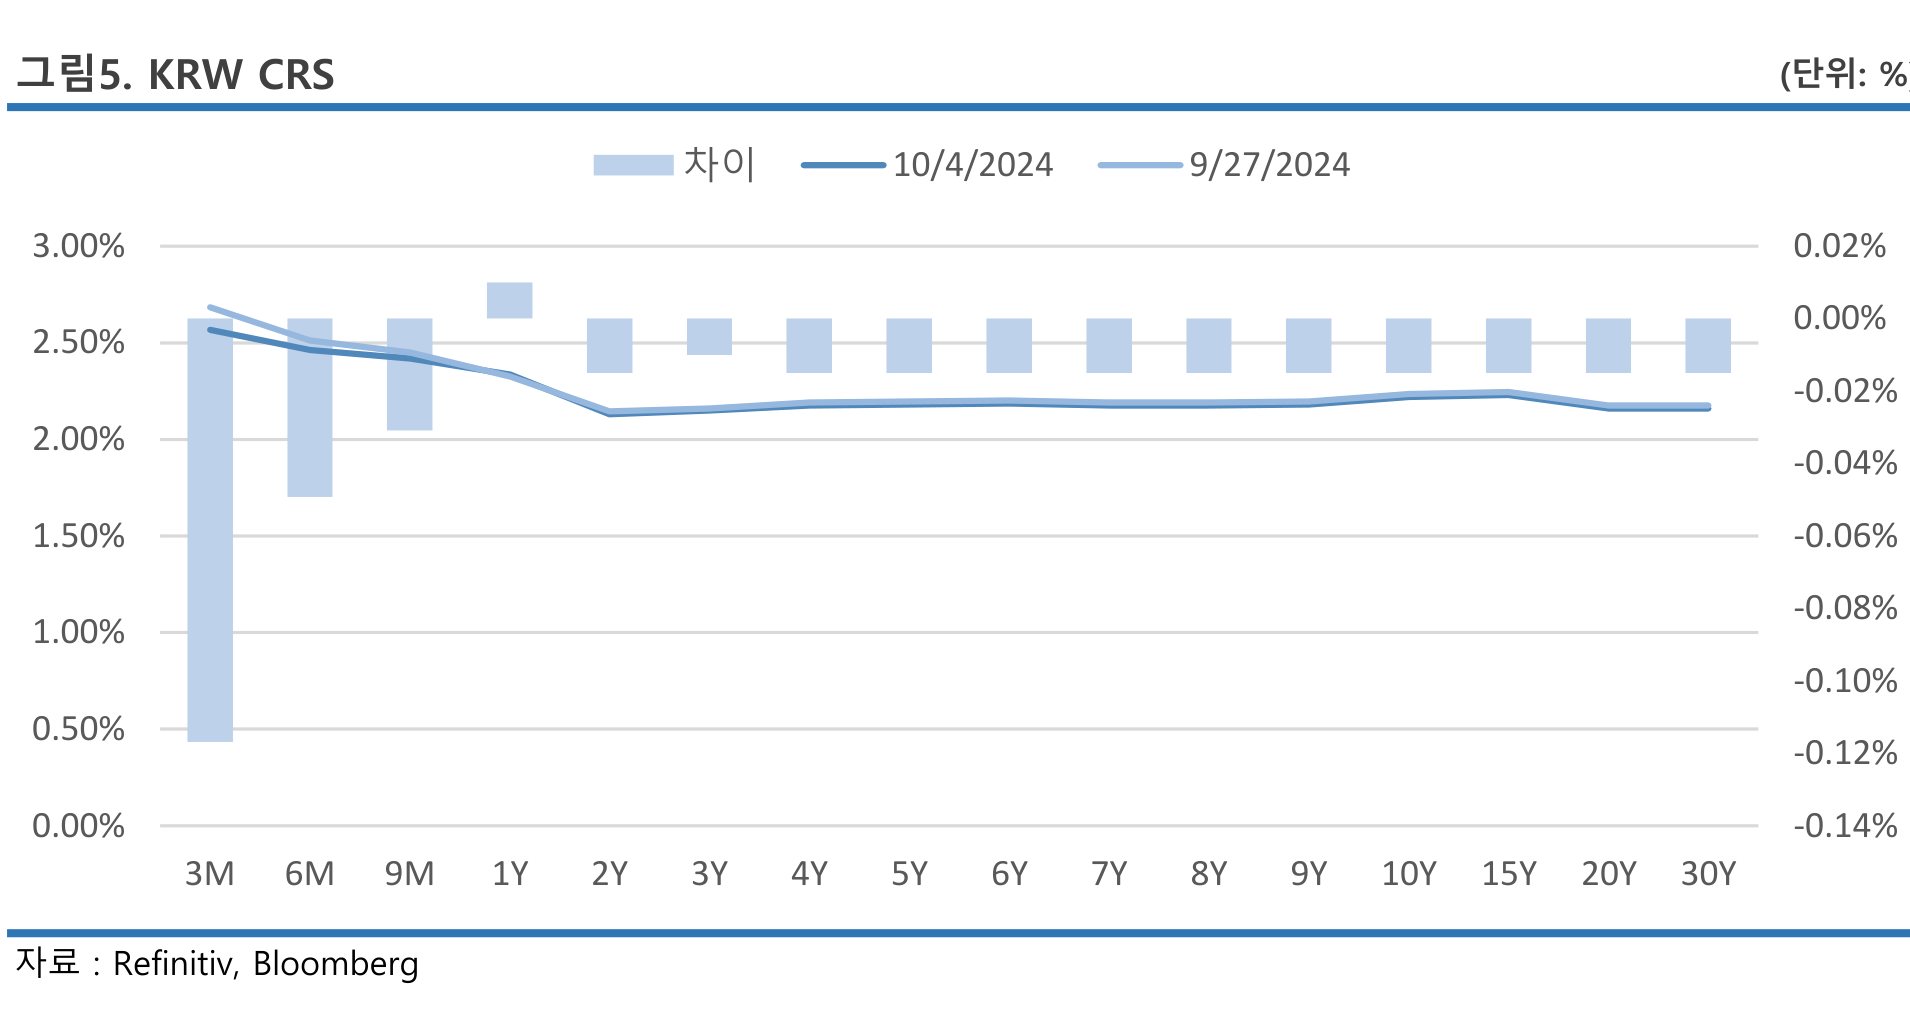 그림5. KRW CRS (단위: %)
차이 10/4/2024 9/27/2024
3.00% 0.02%
2.50% 0.00%
2.00% -0.02%
1.50% -0.04%
1.00% -0.06%
0.50% -0.08%
0.00% -0.10%
-0.12%
-0.14%
3M 6M 9M 1Y 2Y 3Y 4Y 5Y 6Y 7Y 8Y 9Y 10Y 15Y 20Y 30Y
자료 : Refinitiv, Bloomberg